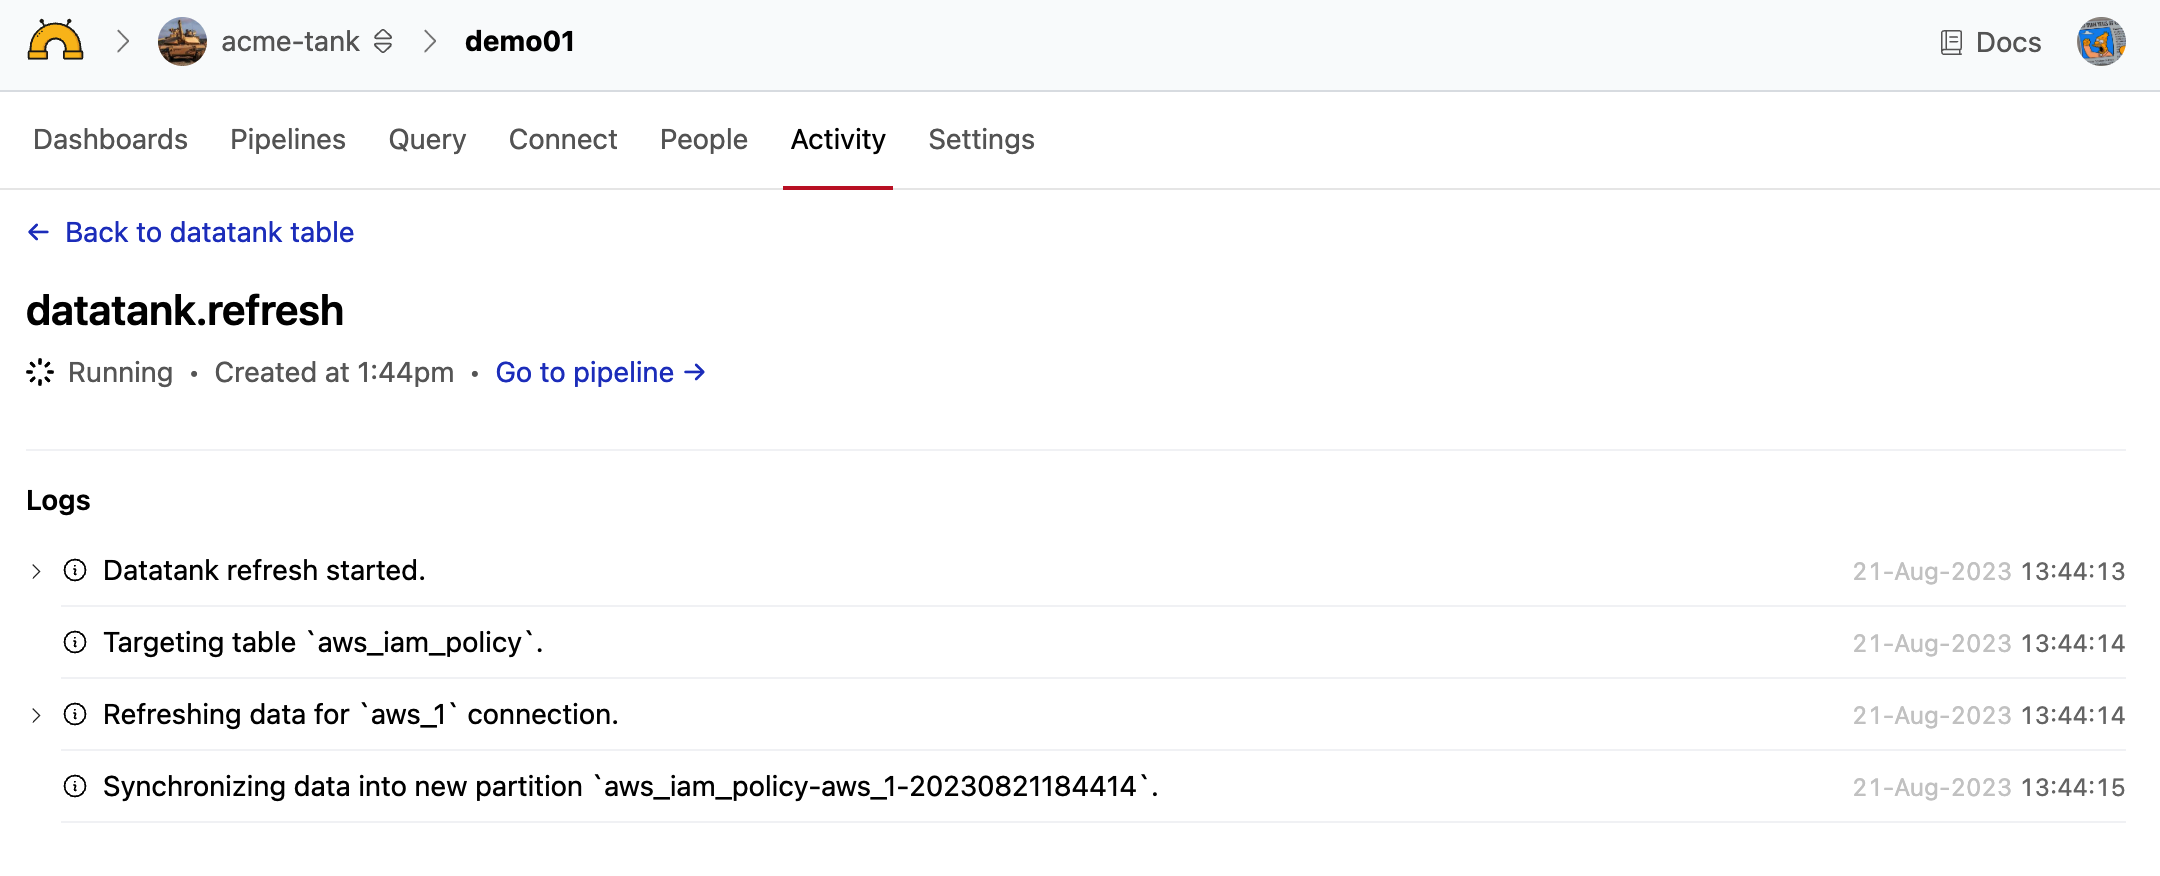 acme-tank demo01 Docs
Dashboards Pipelines Query Connect People Activity Settings
← Back to datatank table
datatank.refresh
Running • Created at 1:44pm • Go to pipeline →
Logs
Datatank refresh started. 21-Aug-2023 13:44:13
Targeting table `aws_iam_policy`. 21-Aug-2023 13:44:14
Refreshing data for `aws_1` connection. 21-Aug-2023 13:44:14
Synchronizing data into new partition `aws_iam_policy-aws_1-20230821184414`. 21-Aug-2023 13:44:15